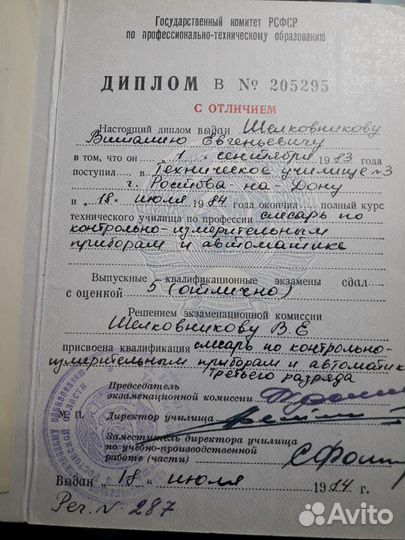 Государственный комитет РСФСР
по профессионально-техническому образованию
ДИПЛОМ В № 205295
С ОТЛИЧИЕМ
Настоящий диплом выдан Шелковникову
Виталию Евгеньевичу
в том, что он „1" сентября 1983 года
поступил в Техническое училище №3
г. Ростова на Дону
и „18" июля 1984 года окончил полный курс
технического училища по профессии слесарь по
контрольно-измерительным
приборам и автоматике
Выпускные квалификационные экзамены сдал
с оценкой 5 (отлично)
Решением экзаменационной комиссии
Шелковникову В.Е
присвоена квалификация слесарь по контрольно-
измерительным приборам и автоматике
третьего разряда
Председатель
экзаменационной комиссии
М. П. Директор училища
Заместитель директора училища
по учебно-производственной
работе (части)
Выдан „18" июля 1984 г.
Рег. N 287
Avito